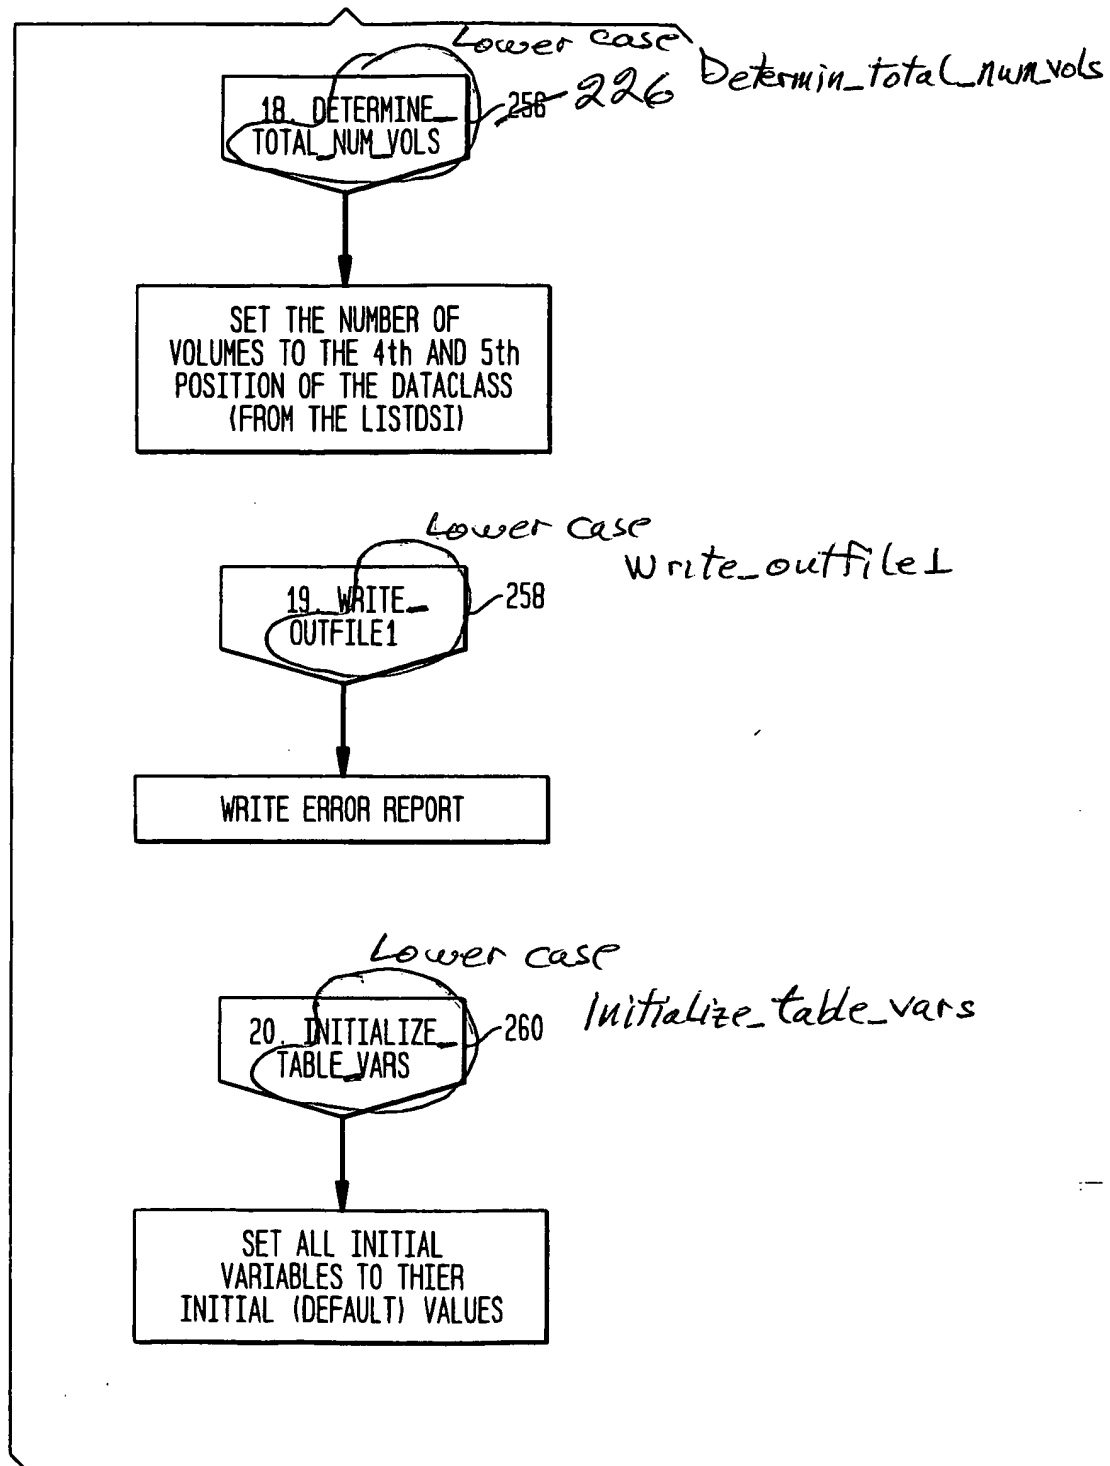 Lower case
Determin_total_num_vols
18. DETERMINE_
TOTAL_NUM_VOLS
256
226
SET THE NUMBER OF
VOLUMES TO THE 4th AND 5th
POSITION OF THE DATACLASS
(FROM THE LISTDSI)
Lower case
Write_outfile1
19. WRITE_
OUTFILE1
258
WRITE ERROR REPORT
Lower case
Initialize_table_vars
20. INITIALIZE_
TABLE_VARS
260
SET ALL INITIAL
VARIABLES TO THIER
INITIAL (DEFAULT) VALUES